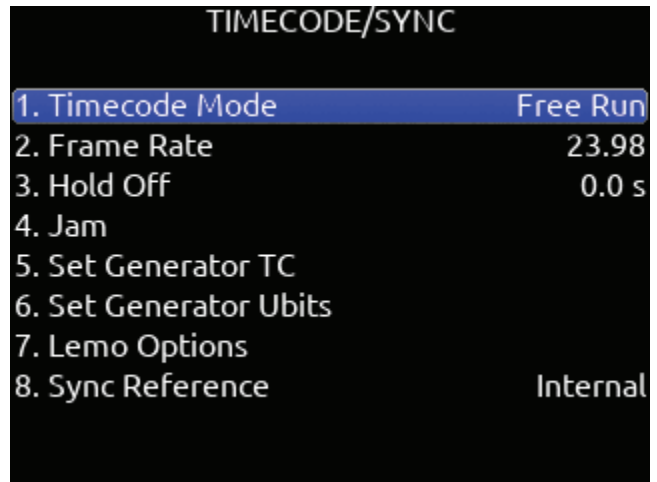 TIMECODE/SYNC
1. Timecode Mode Free Run
2. Frame Rate 23.98
3. Hold Off 0.0 s
4. Jam
5. Set Generator TC
6. Set Generator Ubits
7. Lemo Options
8. Sync Reference Internal